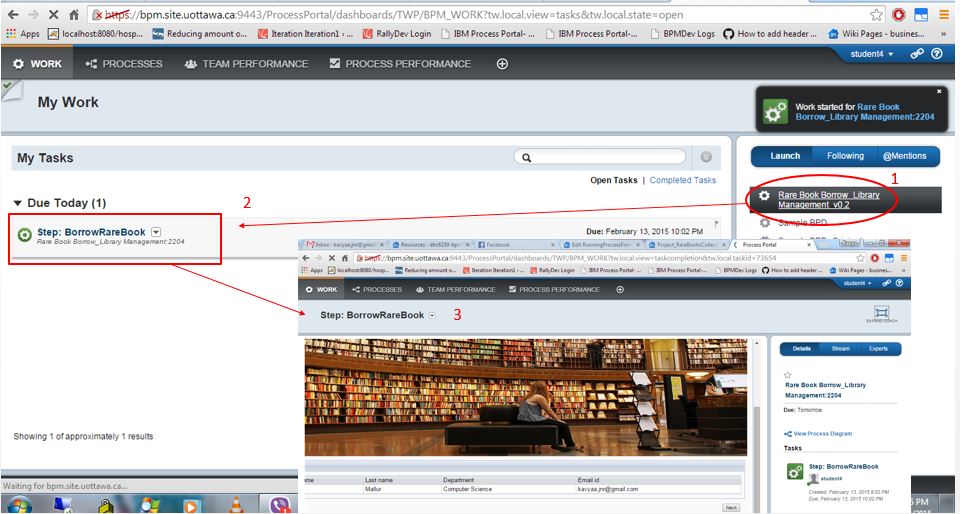 https://bpm.site.uottawa.ca:9443/ProcessPortal/dashboards/TWP/BPM_WORK?tw.local.view=tasks&tw.local.state=open
Apps localhost:8080/hosp... Reducing amount o... Iteration Iteration1 › ... RallyDev Login IBM Process Portal- ... IBM Process Portal-... BPMDev Logs How to add header ... Wiki Pages - busines... »
WORK PROCESSES TEAM PERFORMANCE PROCESS PERFORMANCE
student4
My Work
Work started for Rare Book
Borrow_Library Management:2204
My Tasks
Launch Following @Mentions
Open Tasks | Completed Tasks
1
Rare Book Borrow_Library
Management_v0.2
Sample BPD
2
Due Today (1)
Step: BorrowRareBook
Rare Book Borrow_Library Management:2204
Due: February 13, 2015 10:02 PM
Inbox - kavyaa.jnr@gmai Resources - ebc6230-bpm Facebook Edit RunningProcessFrom Project_RareBooksCollec Process Portal
https://bpm.site.uottawa.ca:9443/ProcessPortal/dashboards/TWP/BPM_WORK?tw.local.view=taskcompletion&tw.local.taskid=73654
Apps localhost:8080/hosp... Reducing amount o... Iteration Iteration1 › ... RallyDev Login IBM Process Portal- ... IBM Process Portal-... BPMDev Logs How to add header ... Wiki Pages - busines... »
WORK PROCESSES TEAM PERFORMANCE PROCESS PERFORMANCE
student4
Step: BorrowRareBook
3
Details Stream Experts
Rare Book Borrow_Library
Management:2204
Due: Tomorrow
View Process Diagram
Tasks
Step: BorrowRareBook
student4
Created: February 13, 2015 9:02 PM
Due: February 13, 2015 10:02 PM
Showing 1 of approximately 1 results
ame Last name Department Email id
Mallur Computer Science kavyaa.jnr@gmail.com
Next
Waiting for bpm.site.uottawa.ca...